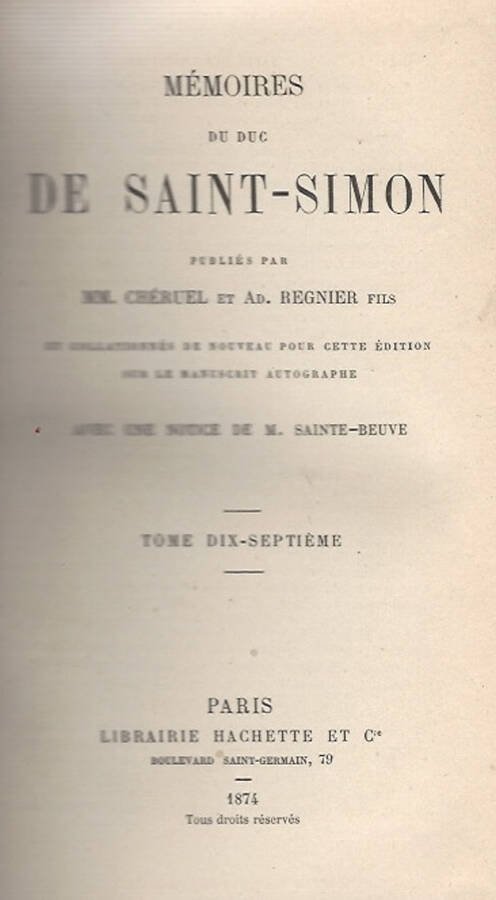 MÉMOIRES
DU DUC
DE SAINT-SIMON
PUBLIÉS PAR
MM. CHÉRUEL ET AD. REGNIER FILS
ET COLLATIONNÉS DE NOUVEAU POUR CETTE ÉDITION
SUR LE MANUSCRIT AUTOGRAPHE
AVEC UNE NOTICE DE M. SAINTE-BEUVE
TOME DIX-SEPTIÈME
PARIS
LIBRAIRIE HACHETTE ET Cie
BOULEVARD SAINT-GERMAIN, 79
1874
Tous droits réservés